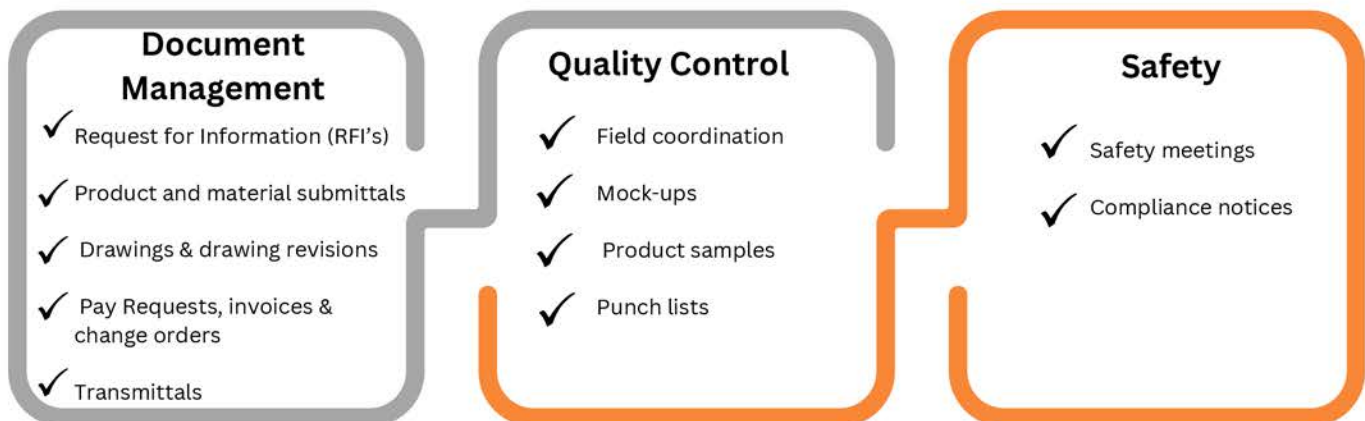 Document
Management
Request for Information (RFI's)
Product and material submittals
Drawings & drawing revisions
Pay Requests, invoices &
change orders
Transmittals
Quality Control
Field coordination
Mock-ups
Product samples
Punch lists
Safety
Safety meetings
Compliance notices